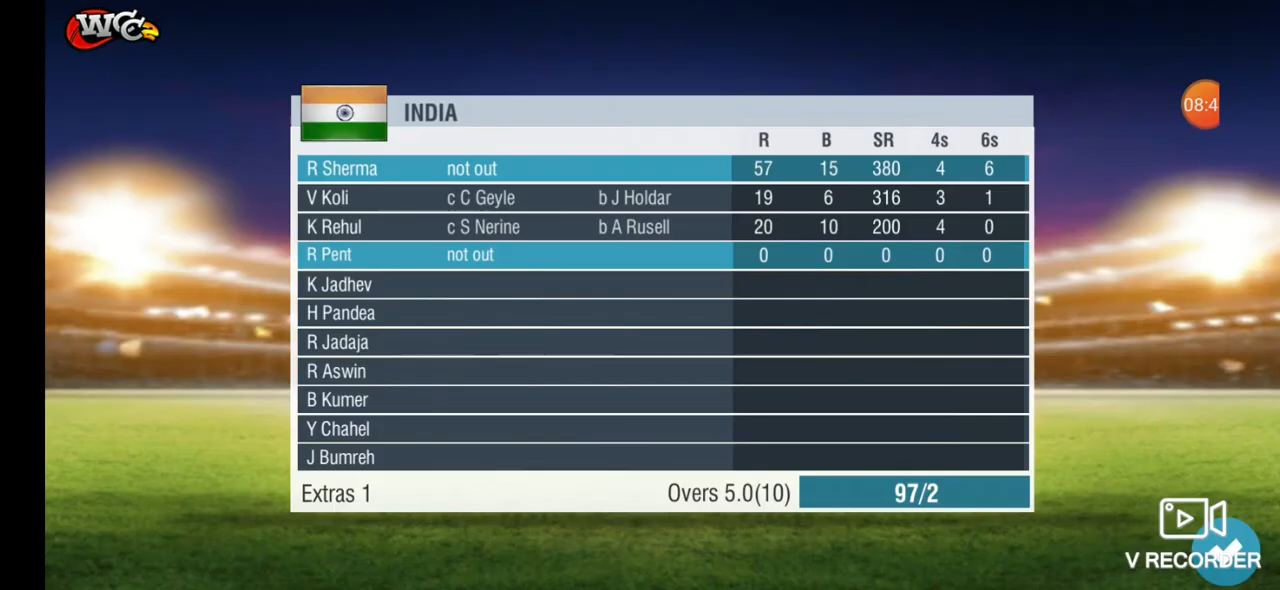 WCC2
08:4
INDIA
R B SR 4s 6s
R Sherma not out 57 15 380 4 6
V Koli c C Geyle b J Holdar 19 6 316 3 1
K Rehul c S Nerine b A Rusell 20 10 200 4 0
R Pent not out 0 0 0 0 0
K Jadhev
H Pandea
R Jadaja
R Aswin
B Kumer
Y Chahel
J Bumreh
Extras 1 Overs 5.0(10) 97/2
V RECORDER